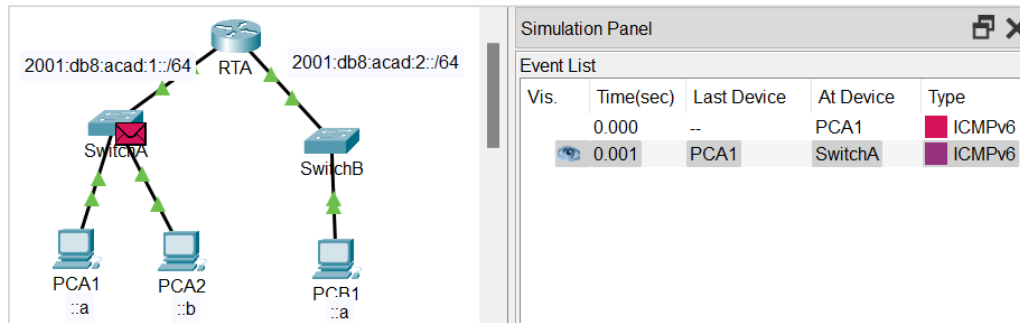 2001:db8:acad:1::/64
RTA
2001:db8:acad:2::/64
SwitchA
SwitchB
PCA1
::a
PCA2
::b
PCB1
::a
Simulation Panel
Event List
Vis. Time(sec) Last Device At Device Type
0.000 -- PCA1 ICMPv6
0.001 PCA1 SwitchA ICMPv6